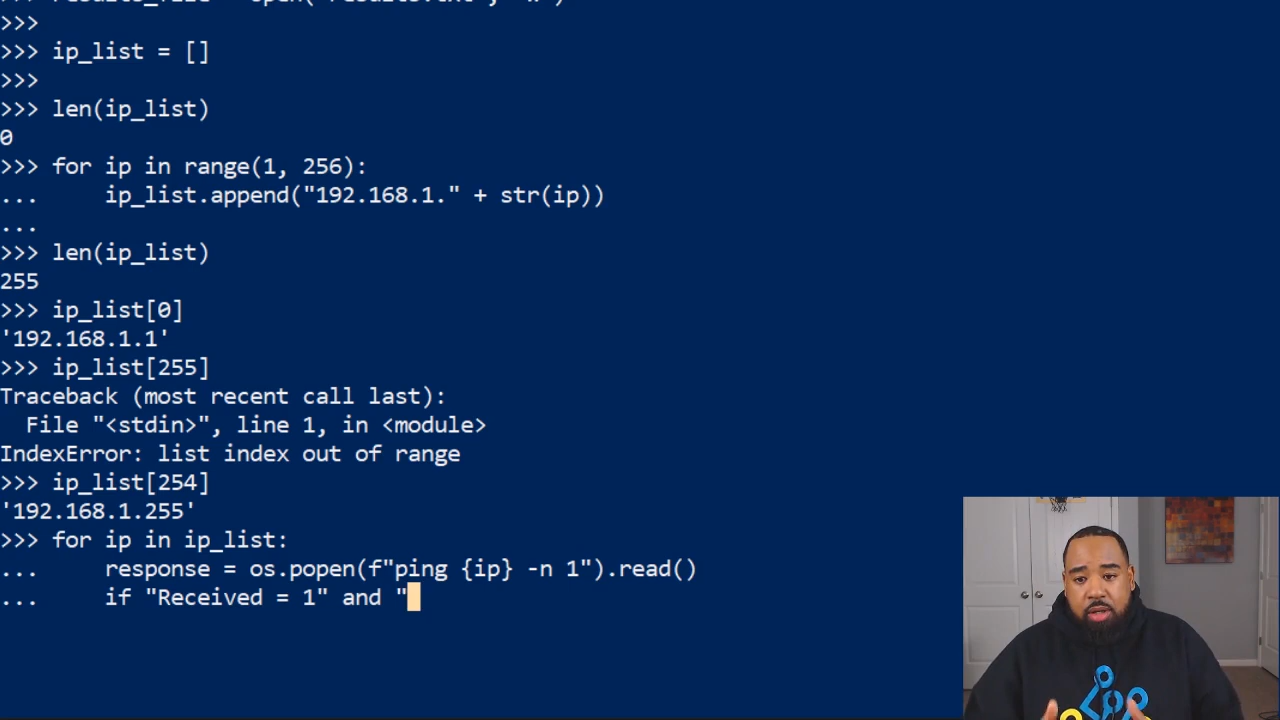 >>>
>>> ip_list = []
>>>
>>> len(ip_list)
0
>>> for ip in range(1, 256):
...     ip_list.append("192.168.1." + str(ip))
...
>>> len(ip_list)
255
>>> ip_list[0]
'192.168.1.1'
>>> ip_list[255]
Traceback (most recent call last):
  File "<stdin>", line 1, in <module>
IndexError: list index out of range
>>> ip_list[254]
'192.168.1.255'
>>> for ip in ip_list:
...     response = os.popen(f"ping {ip} -n 1").read()
...     if "Received = 1" and "